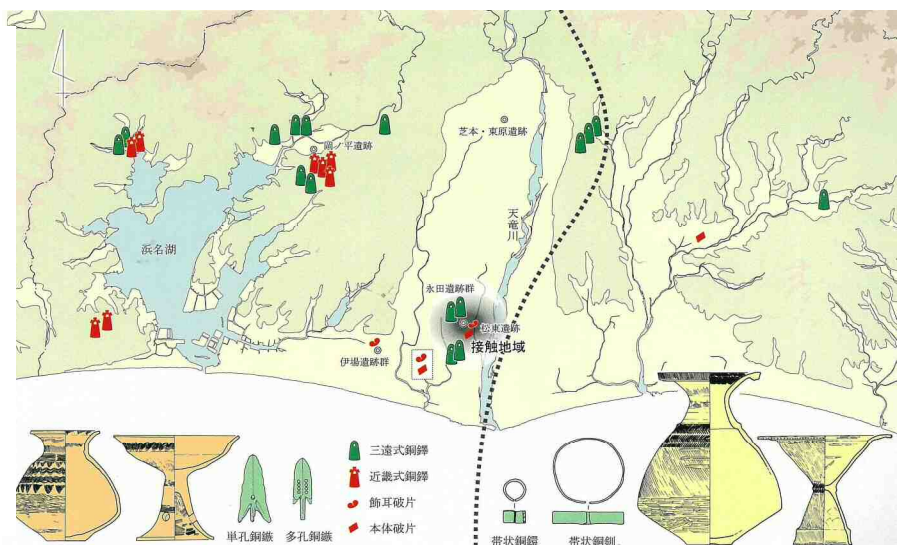 芝本・東原遺跡
岡ノ平遺跡
天竜川
浜名湖
永田遺跡群
松東遺跡
接触地域
伊場遺跡群
三遠式銅鐸
近畿式銅鐸
飾耳破片
本体破片
単孔銅鏃
多孔銅鏃
帯状銅鐶
帯状銅釧